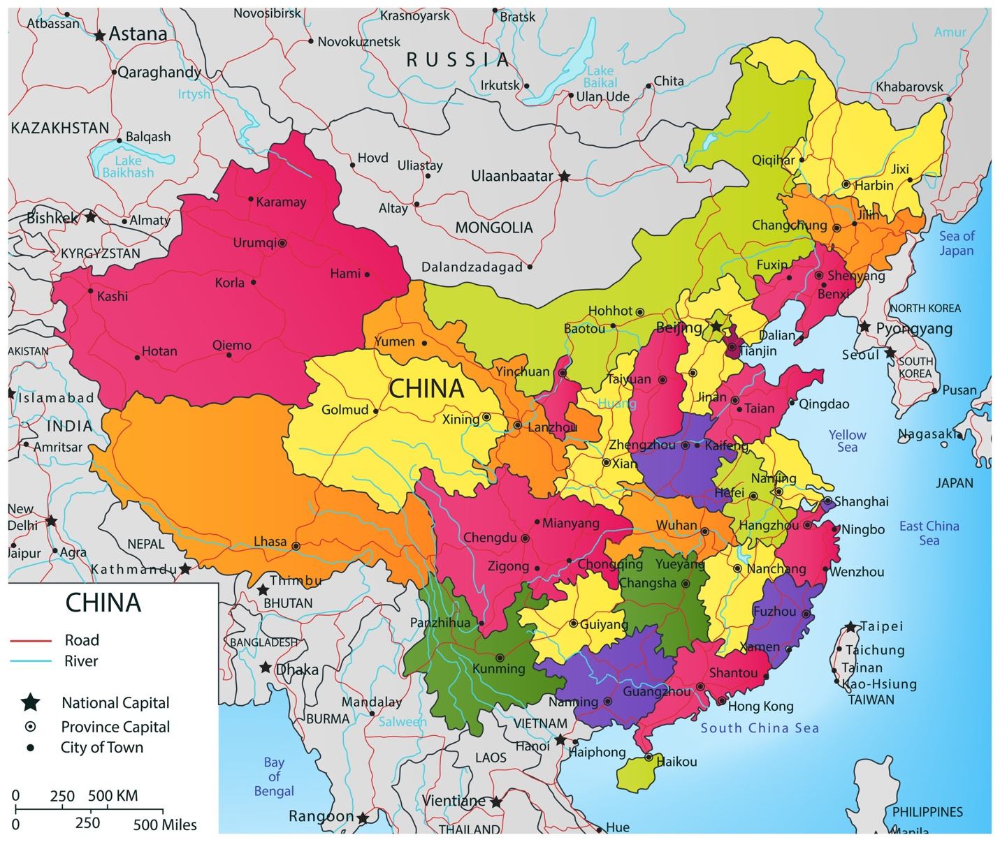 Atbassan
Astana
Novosibirsk
Krasnoyarsk
Bratsk
Amur
Novokuznetsk
RUSSIA
Qaraghandy
Irtysh
Lake
Baikal
Irkutsk
Ulan Ude
Chita
Khabarovsk
KAZAKHSTAN
Balqash
Lake
Baikhash
Hovd
Uliastay
Ulaanbaatar
Qiqihar
Jixi
Harbin
Karamay
Altay
Bishkek
Almaty
MONGOLIA
Jilin
Changchung
Sea of
Japan
KYRGYZSTAN
Urumqi
Dalandzadagad
Fuxin
Shenyang
Benxi
Hami
Korla
Kashi
Hohhot
Baotou
Beijing
NORTH KOREA
Pyongyang
Dalian
Tianjin
Seoul
SOUTH
KOREA
AKISTAN
Hotan
Qiemo
Yumen
Yinchuan
Taiyuan
CHINA
Islamabad
Golmud
Xining
Huang
Jinan
Taian
Qingdao
Pusan
INDIA
Amritsar
Lanzhou
Zhengzhou
Kaifeng
Yellow
Sea
Nagasaki
Xian
Nanjing
Hefei
JAPAN
Shanghai
New
Delhi
Mianyang
Wuhan
Hangzhou
Ningbo
East China
Sea
NEPAL
Lhasa
Chengdu
Jaipur
Agra
Kathmandu
Zigong
Chongqing
Yueyang
Nanchang
Wenzhou
Thimbu
BHUTAN
Changsha
CHINA
Panzhihua
Guiyang
Fuzhou
Taipei
Road
River
BANGLADESH
Xamen
Taichung
Dhaka
Kunming
Shantou
Tainan
Kao-Hsiung
TAIWAN
National Capital
Mandalay
Nanning
Guangzhou
Hong Kong
BURMA
Salween
VIETNAM
South China Sea
Province Capital
City of Town
Hanoi
Haiphong
LAOS
Haikou
Bay
of
Bengal
0 250 500 KM
0 250 500 Miles
Vientiane
Rangoon
THAILAND
Hue
PHILIPPINES
Manila